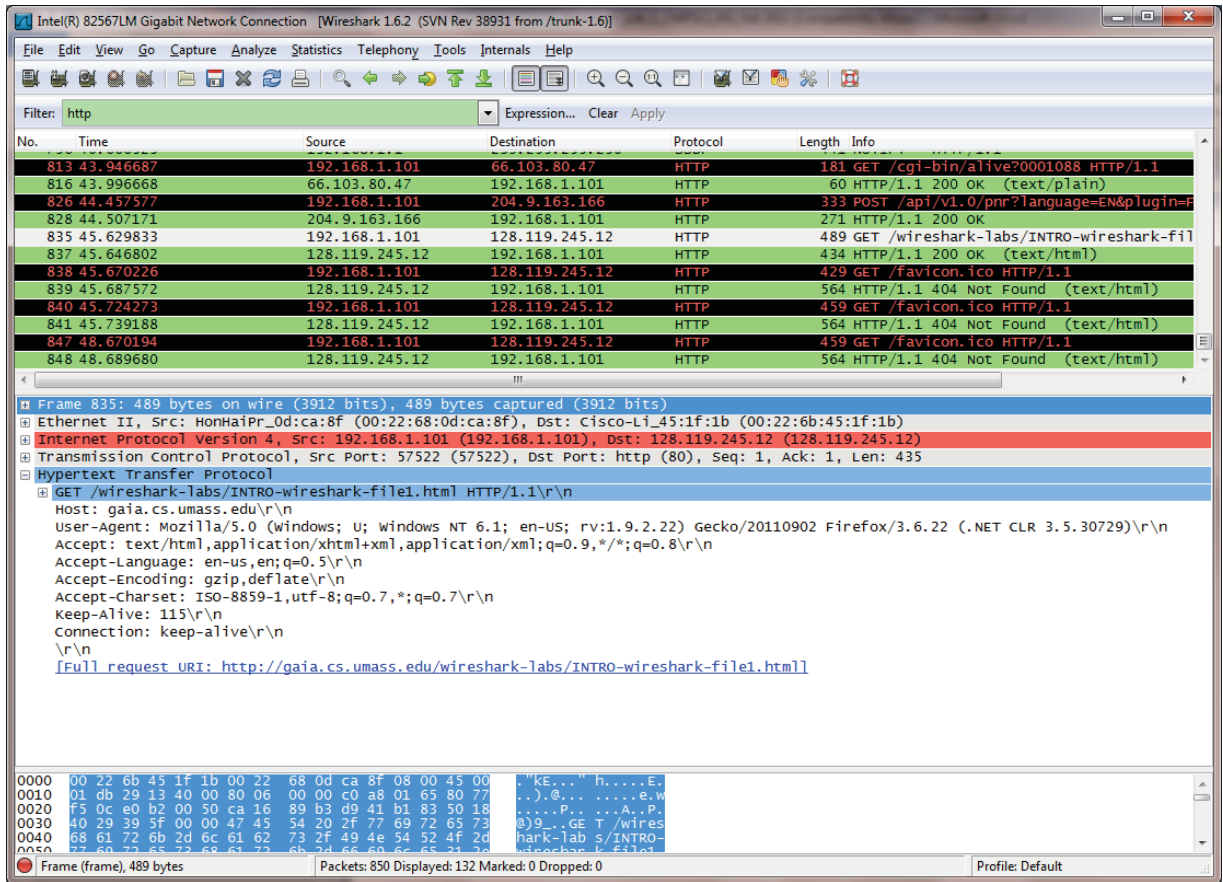 Intel(R) 82567LM Gigabit Network Connection [Wireshark 1.6.2 (SVN Rev 38931 from /trunk-1.6)]
File Edit View Go Capture Analyze Statistics Telephony Tools Internals Help
Filter: http Expression... Clear Apply
No. Time Source Destination Protocol Length Info
813 43.946687 192.168.1.101 66.103.80.47 HTTP 181 GET /cgi-bin/alive?0001088 HTTP/1.1
816 43.996668 66.103.80.47 192.168.1.101 HTTP 60 HTTP/1.1 200 OK (text/plain)
826 44.457577 192.168.1.101 204.9.163.166 HTTP 333 POST /api/v1.0/pnr?language=EN&plugin=F
828 44.507171 204.9.163.166 192.168.1.101 HTTP 271 HTTP/1.1 200 OK
835 45.629833 192.168.1.101 128.119.245.12 HTTP 489 GET /wireshark-labs/INTRO-wireshark-fil
837 45.646802 128.119.245.12 192.168.1.101 HTTP 434 HTTP/1.1 200 OK (text/html)
838 45.670226 192.168.1.101 128.119.245.12 HTTP 429 GET /favicon.ico HTTP/1.1
839 45.687572 128.119.245.12 192.168.1.101 HTTP 564 HTTP/1.1 404 Not Found (text/html)
840 45.724273 192.168.1.101 128.119.245.12 HTTP 459 GET /favicon.ico HTTP/1.1
841 45.739188 128.119.245.12 192.168.1.101 HTTP 564 HTTP/1.1 404 Not Found (text/html)
847 48.670194 192.168.1.101 128.119.245.12 HTTP 459 GET /favicon.ico HTTP/1.1
848 48.689680 128.119.245.12 192.168.1.101 HTTP 564 HTTP/1.1 404 Not Found (text/html)
Frame 835: 489 bytes on wire (3912 bits), 489 bytes captured (3912 bits)
Ethernet II, Src: HonHaiPr_0d:ca:8f (00:22:68:0d:ca:8f), Dst: Cisco-Li_45:1f:1b (00:22:6b:45:1f:1b)
Internet Protocol Version 4, Src: 192.168.1.101 (192.168.1.101), Dst: 128.119.245.12 (128.119.245.12)
Transmission Control Protocol, Src Port: 57522 (57522), Dst Port: http (80), Seq: 1, Ack: 1, Len: 435
Hypertext Transfer Protocol
GET /wireshark-labs/INTRO-wireshark-file1.html HTTP/1.1\r\n
Host: gaia.cs.umass.edu\r\n
User-Agent: Mozilla/5.0 (Windows; U; Windows NT 6.1; en-US; rv:1.9.2.22) Gecko/20110902 Firefox/3.6.22 (.NET CLR 3.5.30729)\r\n
Accept: text/html,application/xhtml+xml,application/xml;q=0.9,*/*;q=0.8\r\n
Accept-Language: en-us,en;q=0.5\r\n
Accept-Encoding: gzip,deflate\r\n
Accept-Charset: ISO-8859-1,utf-8;q=0.7,*;q=0.7\r\n
Keep-Alive: 115\r\n
Connection: keep-alive\r\n
\r\n
[Full request URI: http://gaia.cs.umass.edu/wireshark-labs/INTRO-wireshark-file1.html]
0000 00 22 6b 45 1f 1b 00 22 68 0d ca 8f 08 00 45 00 ."kE..." h.....E.
0010 01 db 29 13 40 00 80 06 00 00 c0 a8 01 65 80 77 ..).@... .....e.w
0020 f5 0c e0 b2 00 50 ca 16 89 b3 d9 41 b1 83 50 18 .....P.. ...A..P.
0030 40 29 39 5f 00 00 47 45 54 20 2f 77 69 72 65 73 @)9_..GE T /wires
0040 68 61 72 6b 2d 6c 61 62 73 2f 49 4e 54 52 4f 2d hark-lab s/INTRO-
0050 77 69 72 65 73 68 61 72 6b 2d 66 69 6c 65 31 2e wireshar k-file1.
Frame (frame), 489 bytes Packets: 850 Displayed: 132 Marked: 0 Dropped: 0 Profile: Default